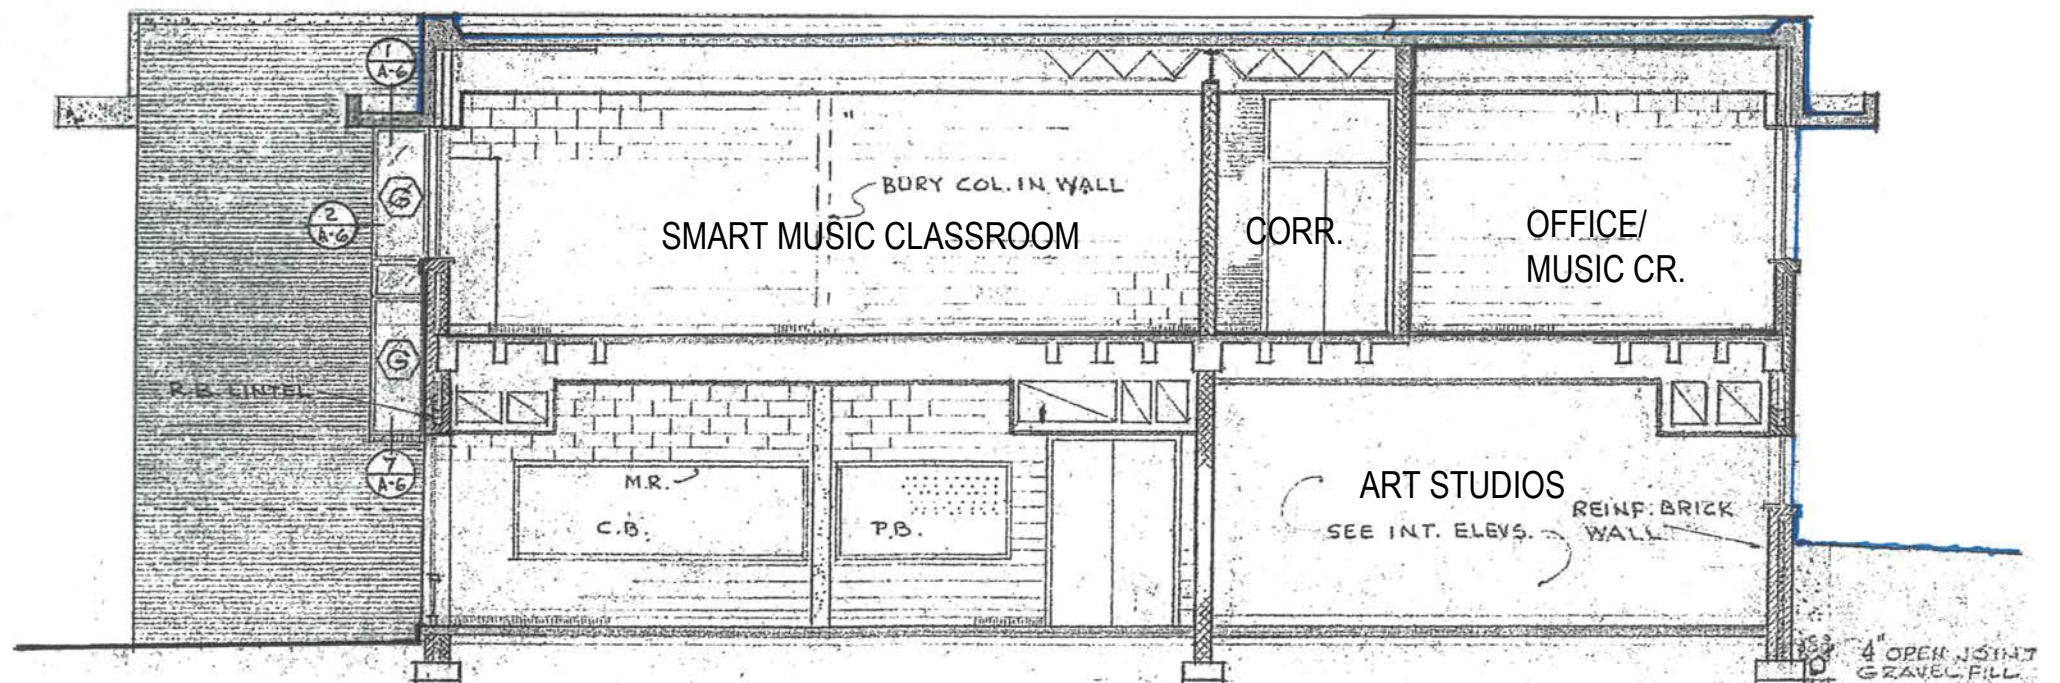 1
A-6
G
BURY COL. IN WALL
2
A-6
SMART MUSIC CLASSROOM
CORR.
OFFICE/
MUSIC CR.
G
R.B. LINTEL
7
A-6
M.R.
C.B.
P.B.
ART STUDIOS
SEE INT. ELEVS.
REINF. BRICK
WALL
4" OPEN JOINT
GRAVEL FILL